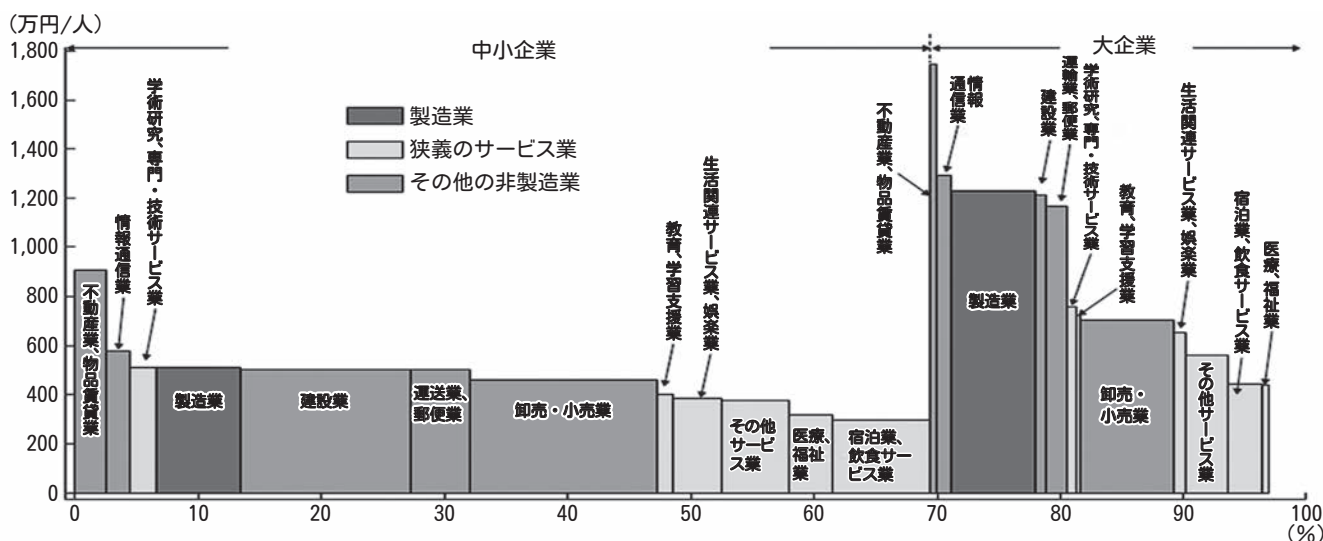 (万円/人)
1,800
1,600
1,400
1,200
1,000
800
600
400
200
0
中小企業
大企業
製造業
狭義のサービス業
その他の非製造業
不動産業、物品賃貸業
情報通信業
学術研究、専門・技術サービス業
製造業
建設業
運送業、
郵便業
卸売・小売業
教育、学習支援業
生活関連サービス業、娯楽業
その他
サービ
ス業
医療、
福祉
業
宿泊業、
飲食サー
ビス業
不動産業、物品賃貸業
情報
通信業
製造業
建設業
運輸業、郵便業
学術研究、専門・技術サービス業
教育、学習支援業
卸売・
小売業
生活関連サービス業、娯楽業
その他サービス業
宿泊業、飲食サービス業
医療、福祉業
0 10 20 30 40 50 60 70 80 90 100
(%)